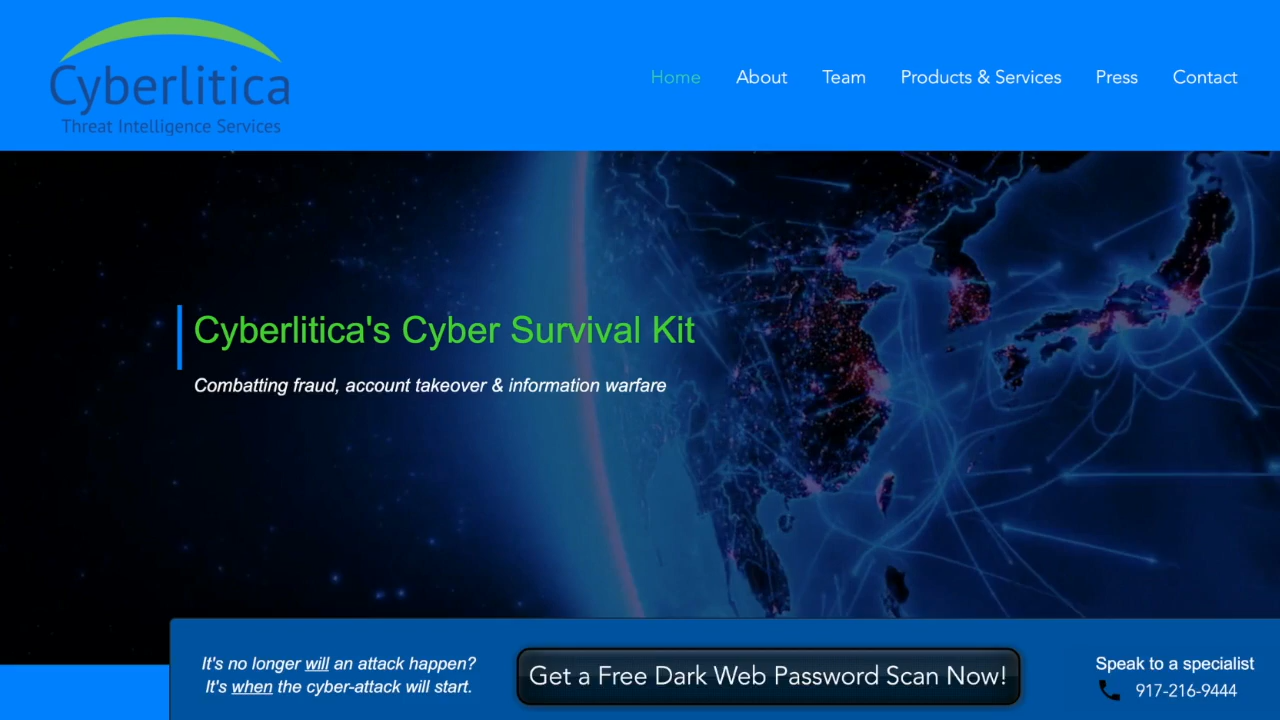 Cyberlitica
Threat Intelligence Services
Home About Team Products & Services Press Contact
Cyberlitica's Cyber Survival Kit
Combatting fraud, account takeover & information warfare
It's no longer will an attack happen?
It's when the cyber-attack will start.
Get a Free Dark Web Password Scan Now!
Speak to a specialist
917-216-9444